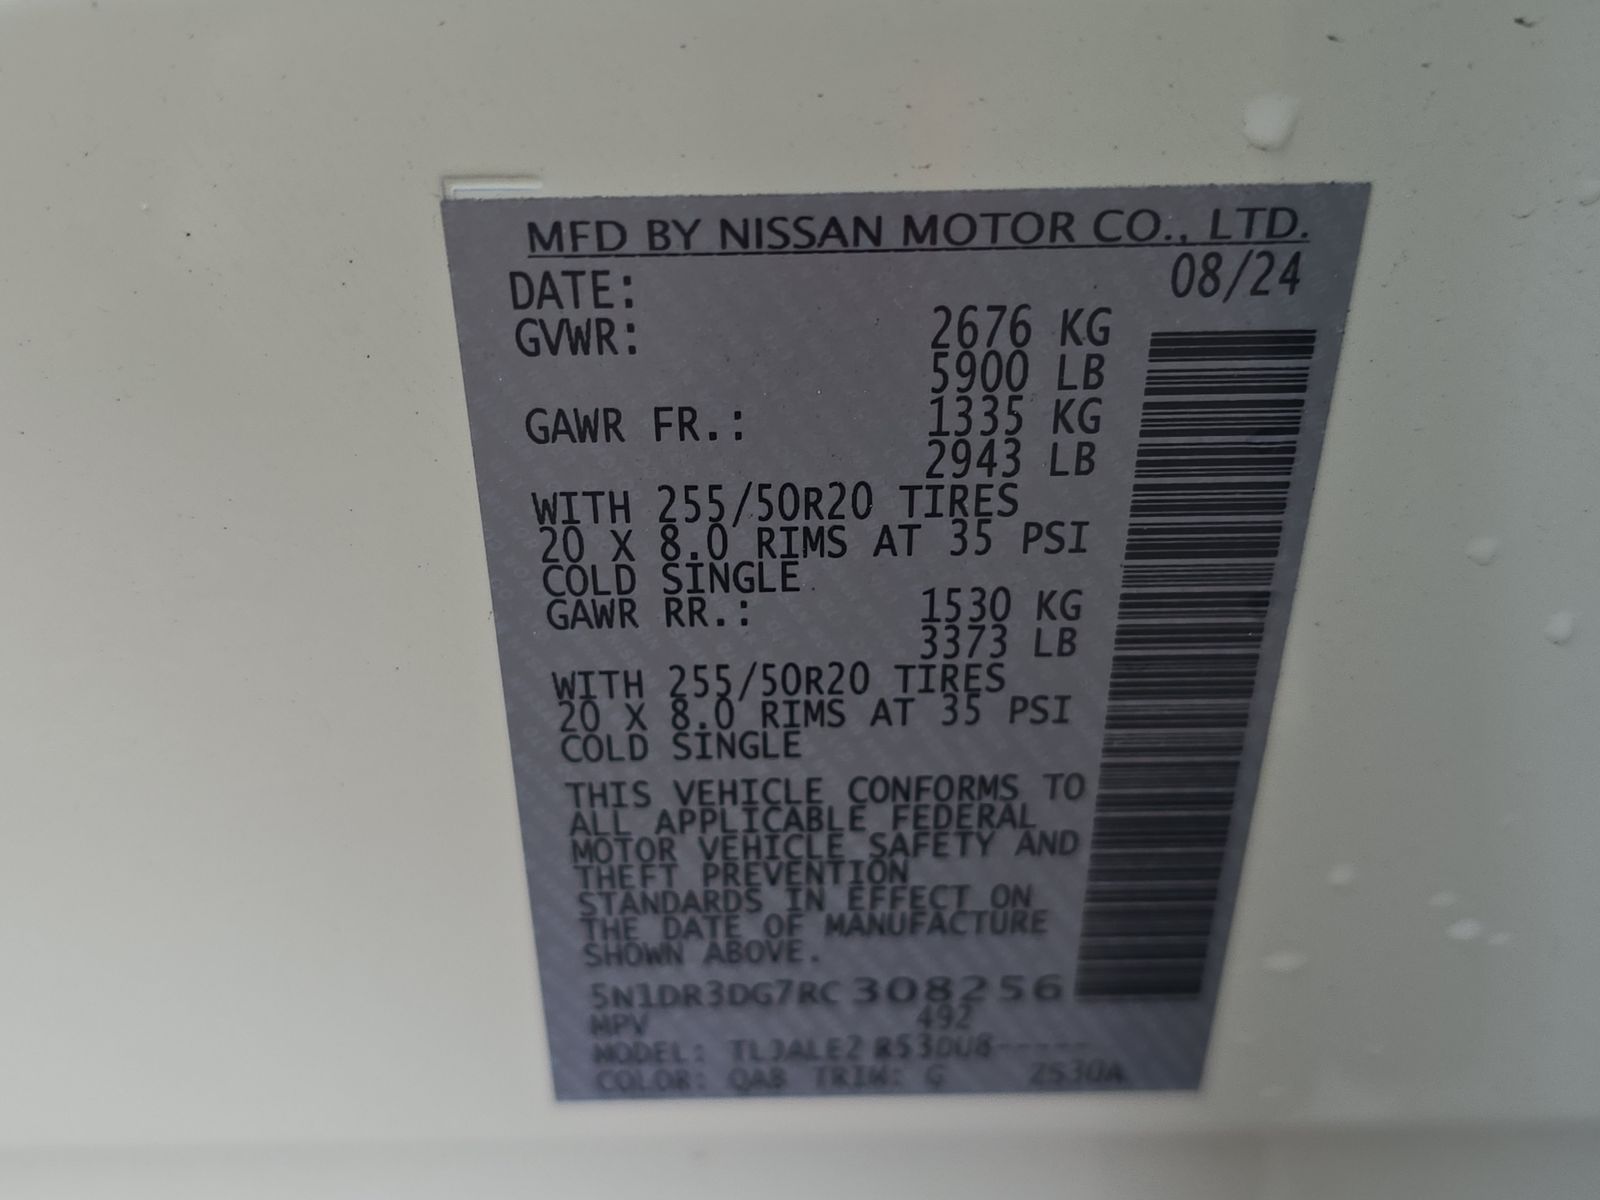 MFD BY NISSAN MOTOR CO., LTD.
DATE: 08/24
GVWR: 2676 KG
5900 LB
GAWR FR.: 1335 KG
2943 LB
WITH 255/50R20 TIRES
20 X 8.0 RIMS AT 35 PSI
COLD SINGLE
GAWR RR.: 1530 KG
3373 LB
WITH 255/50R20 TIRES
20 X 8.0 RIMS AT 35 PSI
COLD SINGLE
THIS VEHICLE CONFORMS TO
ALL APPLICABLE FEDERAL
MOTOR VEHICLE SAFETY AND
THEFT PREVENTION
STANDARDS IN EFFECT ON
THE DATE OF MANUFACTURE
SHOWN ABOVE.
5N1DR3DG7RC308256
MPV 492
MODEL:
COLOR: QAB TRIM: G